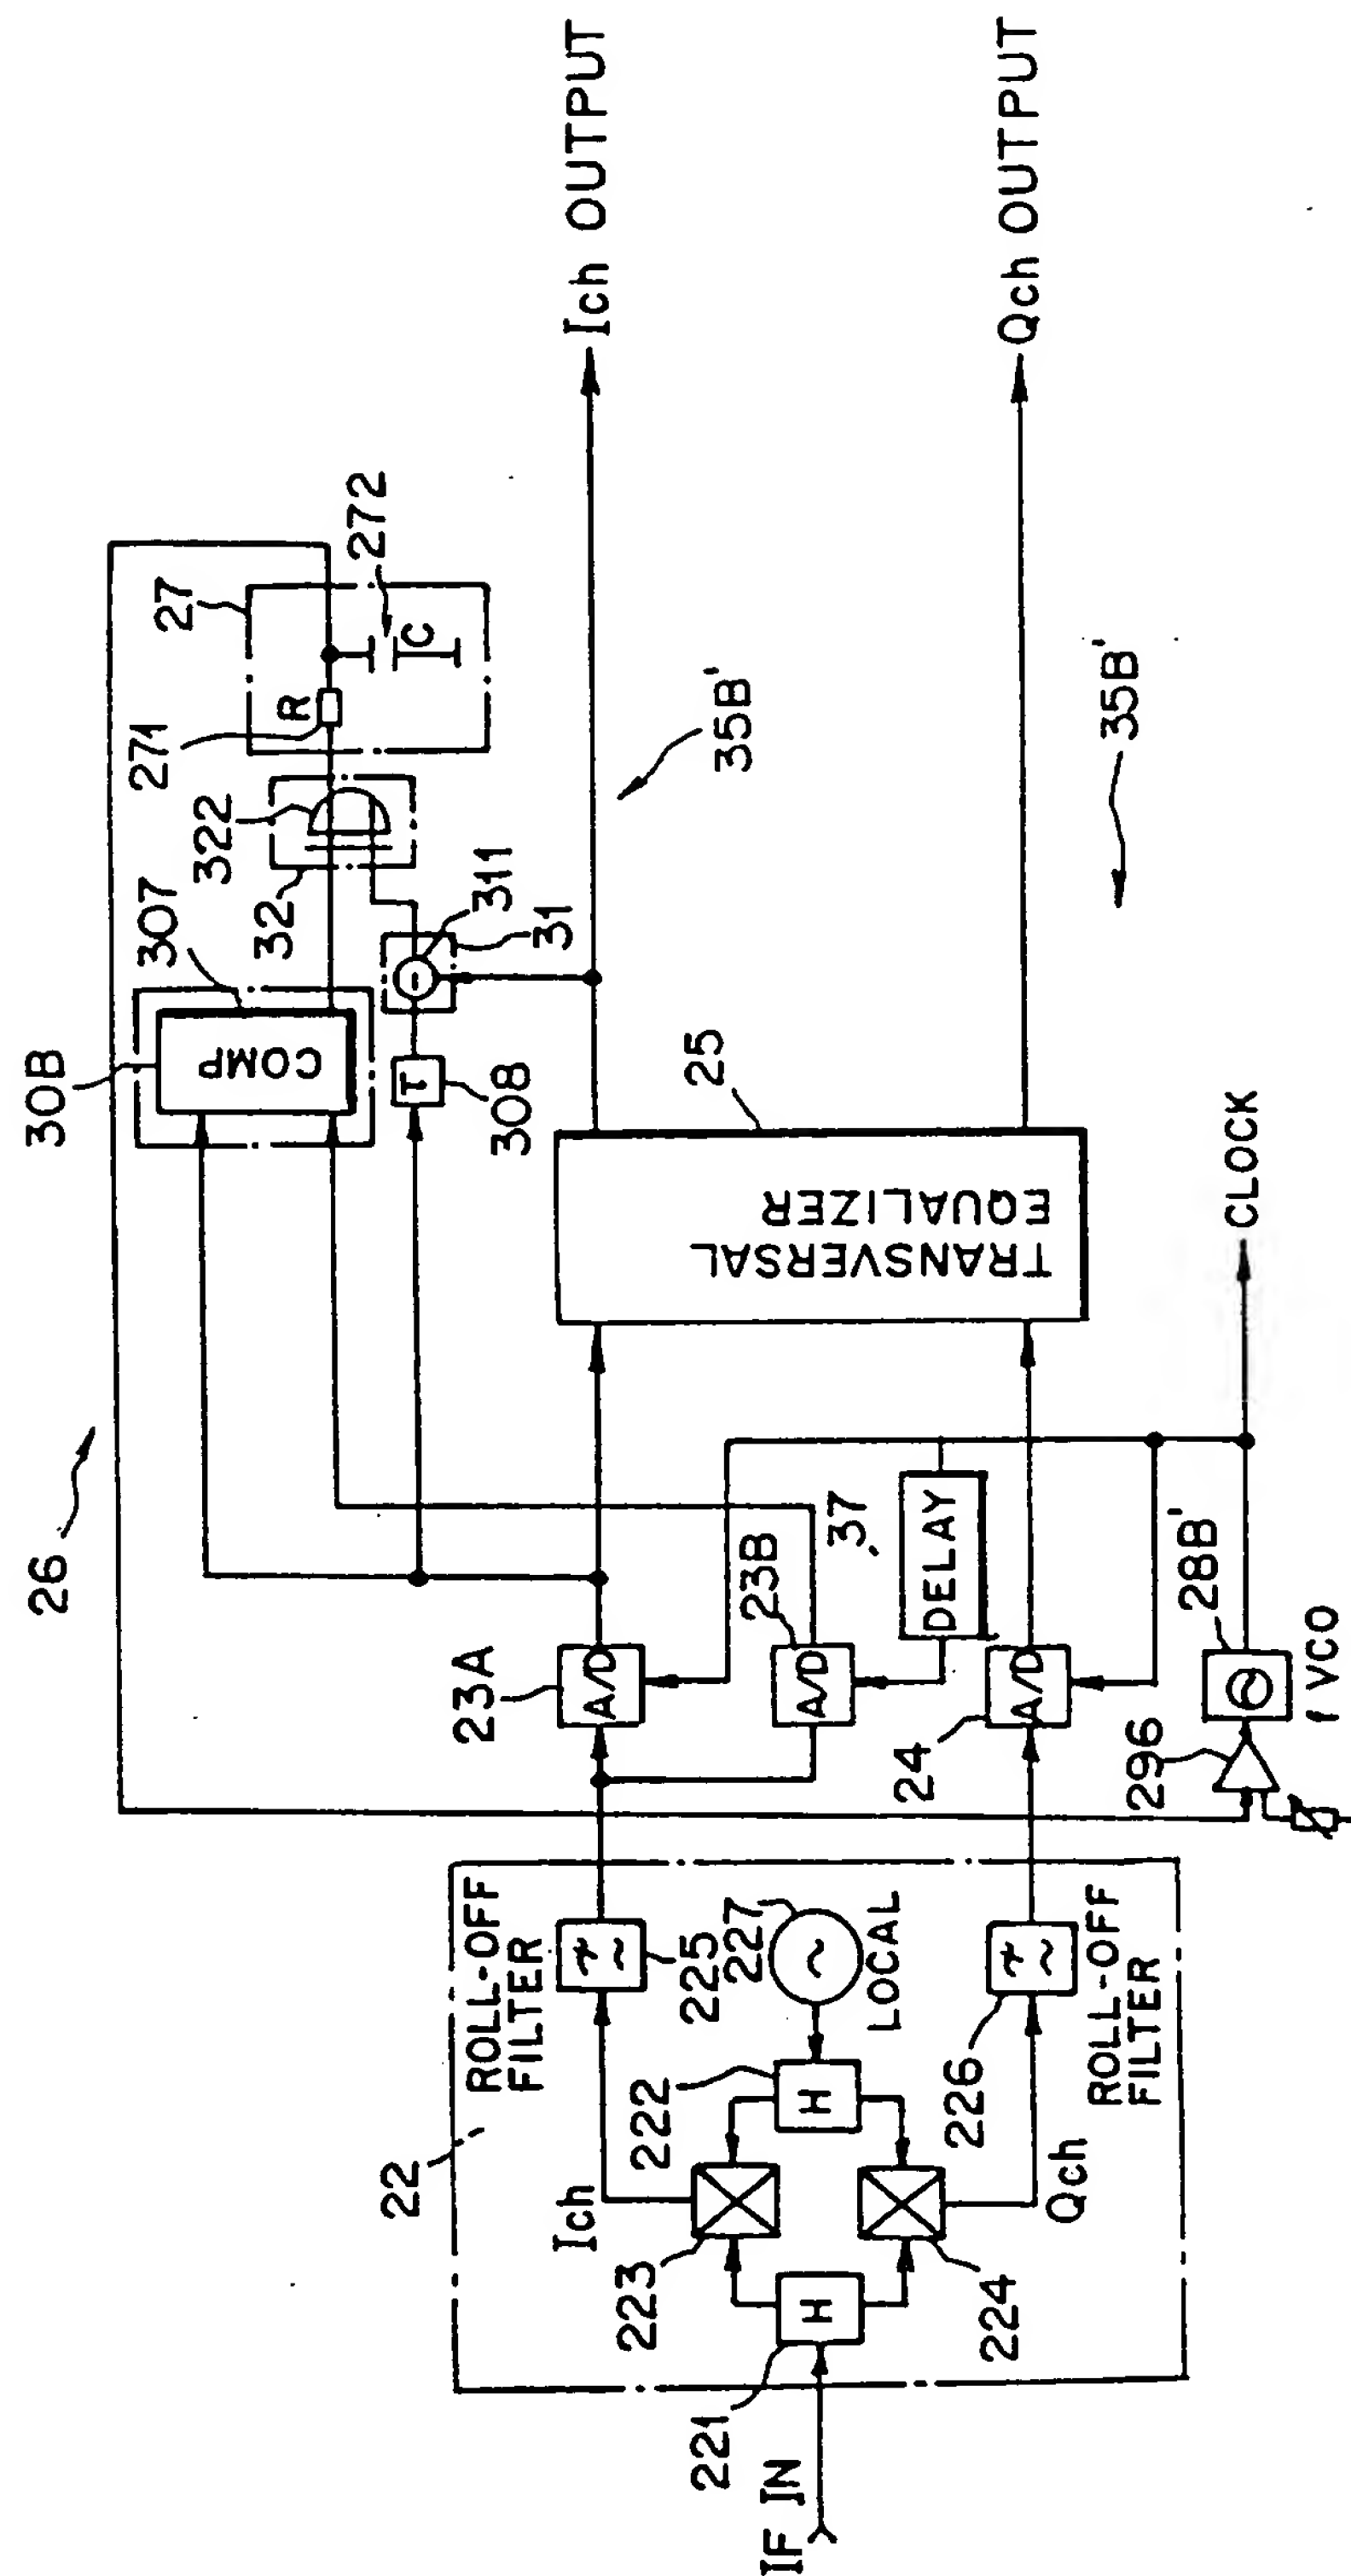 26
30B
307
COMP
32
322
271
R
27
C
272
T
308
311
31
Ich OUTPUT
35B'
22
ROLL-OFF
FILTER
Ich
223
222
H
225
227
~
LOCAL
23A
A/D
23B
A/D
37
DELAY
TRANSVERSAL
EQUALIZER
25
IF IN
221
H
224
Qch
226
ROLL-OFF
FILTER
24
A/D
296
28B'
f VCO
CLOCK
35B'
Qch OUTPUT